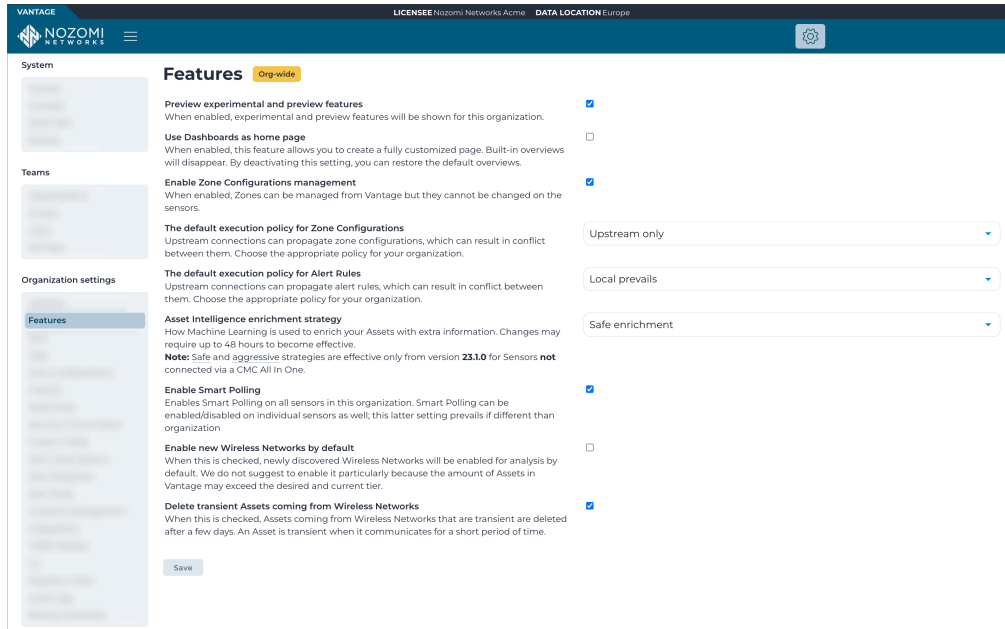 VANTAGE
LICENSEE Nozomi Networks Acme DATA LOCATION Europe
NOZOMI
NETWORKS
System
Teams
Organization settings
Features
Features Org-wide
Preview experimental and preview features
When enabled, experimental and preview features will be shown for this organization.
Use Dashboards as home page
When enabled, this feature allows you to create a fully customized page. Built-in overviews
will disappear. By deactivating this setting, you can restore the default overviews.
Enable Zone Configurations management
When enabled, Zones can be managed from Vantage but they cannot be changed on the
sensors.
The default execution policy for Zone Configurations
Upstream connections can propagate zone configurations, which can result in conflict
between them. Choose the appropriate policy for your organization.
Upstream only
The default execution policy for Alert Rules
Upstream connections can propagate alert rules, which can result in conflict between
them. Choose the appropriate policy for your organization.
Local prevails
Asset Intelligence enrichment strategy
How Machine Learning is used to enrich your Assets with extra information. Changes may
require up to 48 hours to become effective.
Note: Safe and aggressive strategies are effective only from version 23.1.0 for Sensors not
connected via a CMC All In One.
Safe enrichment
Enable Smart Polling
Enables Smart Polling on all sensors in this organization. Smart Polling can be
enabled/disabled on individual sensors as well; this latter setting prevails if different than
organization
Enable new Wireless Networks by default
When this is checked, newly discovered Wireless Networks will be enabled for analysis by
default. We do not suggest to enable it particularly because the amount of Assets in
Vantage may exceed the desired and current tier.
Delete transient Assets coming from Wireless Networks
When this is checked, Assets coming from Wireless Networks that are transient are deleted
after a few days. An Asset is transient when it communicates for a short period of time.
Save